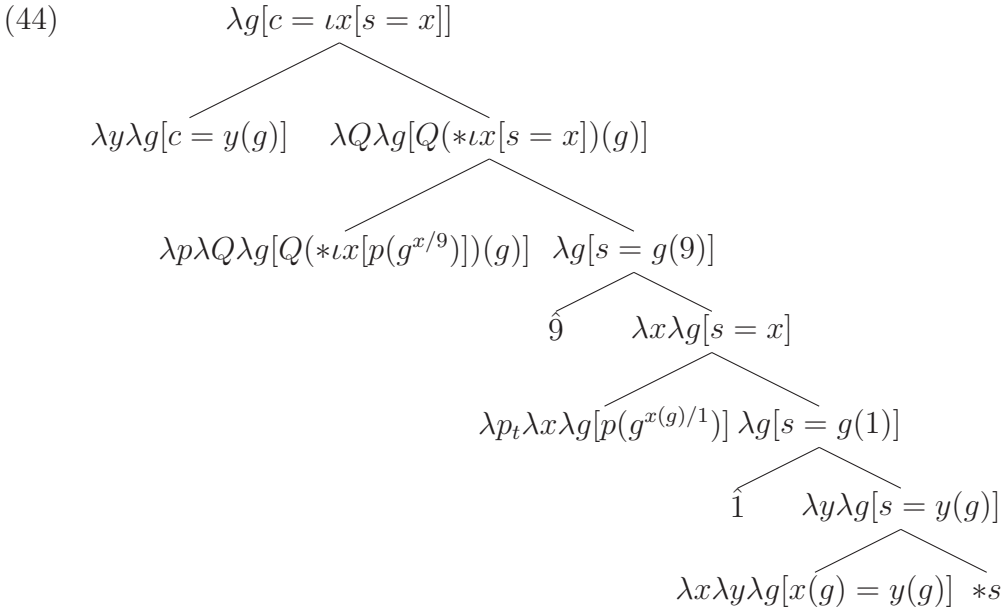 (44) λg[c = ιx[s = x]]
λyλg[c = y(g)] λQλg[Q(∗ιx[s = x])(g)]
λpλQλg[Q(∗ιx[p(g^{x/9})])(g)] λg[s = g(9)]
9̂ λxλg[s = x]
λp_tλxλg[p(g^{x(g)/1})] λg[s = g(1)]
1̂ λyλg[s = y(g)]
λxλyλg[x(g) = y(g)] ∗s